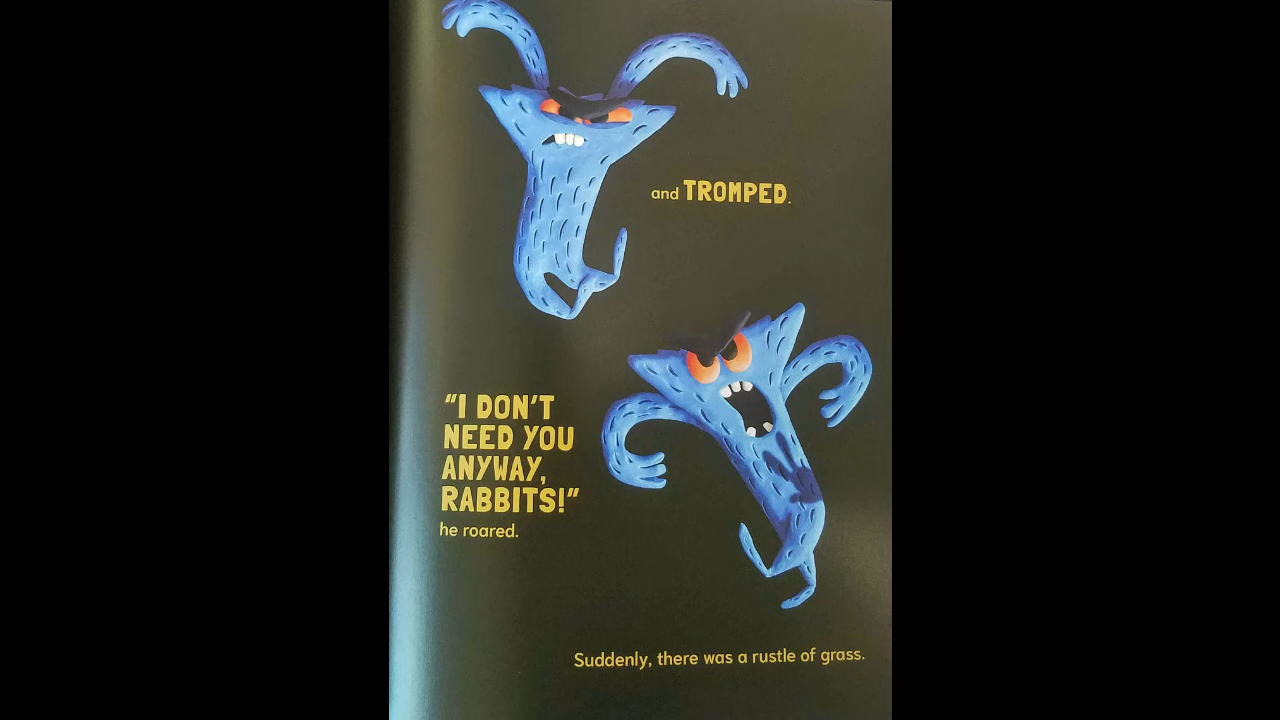 and TROMPED.
"I DON'T
NEED YOU
ANYWAY,
RABBITS!"
he roared.
Suddenly, there was a rustle of grass.